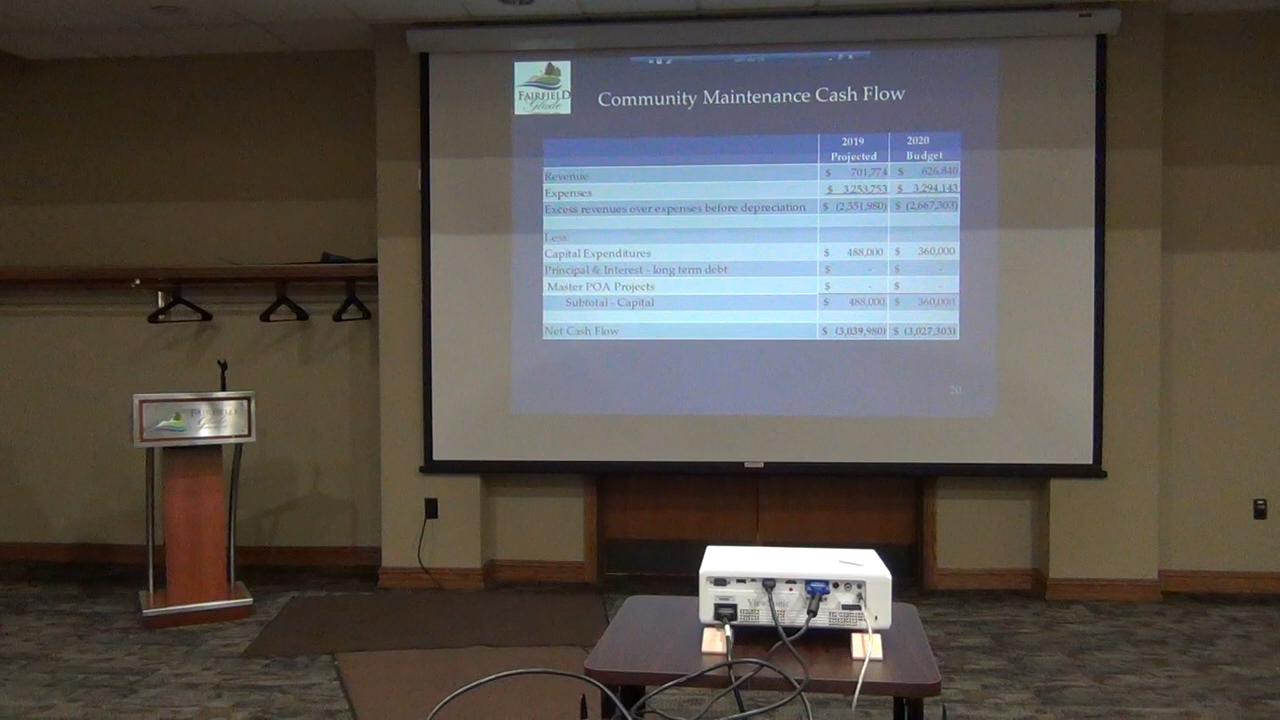 FAIRFIELD
Glade
Community Maintenance Cash Flow
2019 Projected 2020 Budget
Revenue $ 701,774 $ 626,840
Expenses $ 3,253,753 $ 3,294,143
Excess revenues over expenses before depreciation $ (2,551,980) $ (2,667,303)
Less:
Capital Expenditures $ 488,000 $ 360,000
Principal & Interest - long term debt $ - $ -
Master POA Projects $ - $ -
Subtotal - Capital $ 488,000 $ 360,000
Net Cash Flow $ (3,039,980) $ (3,027,303)
20
FAIRFIELD
Glade
ViewSonic